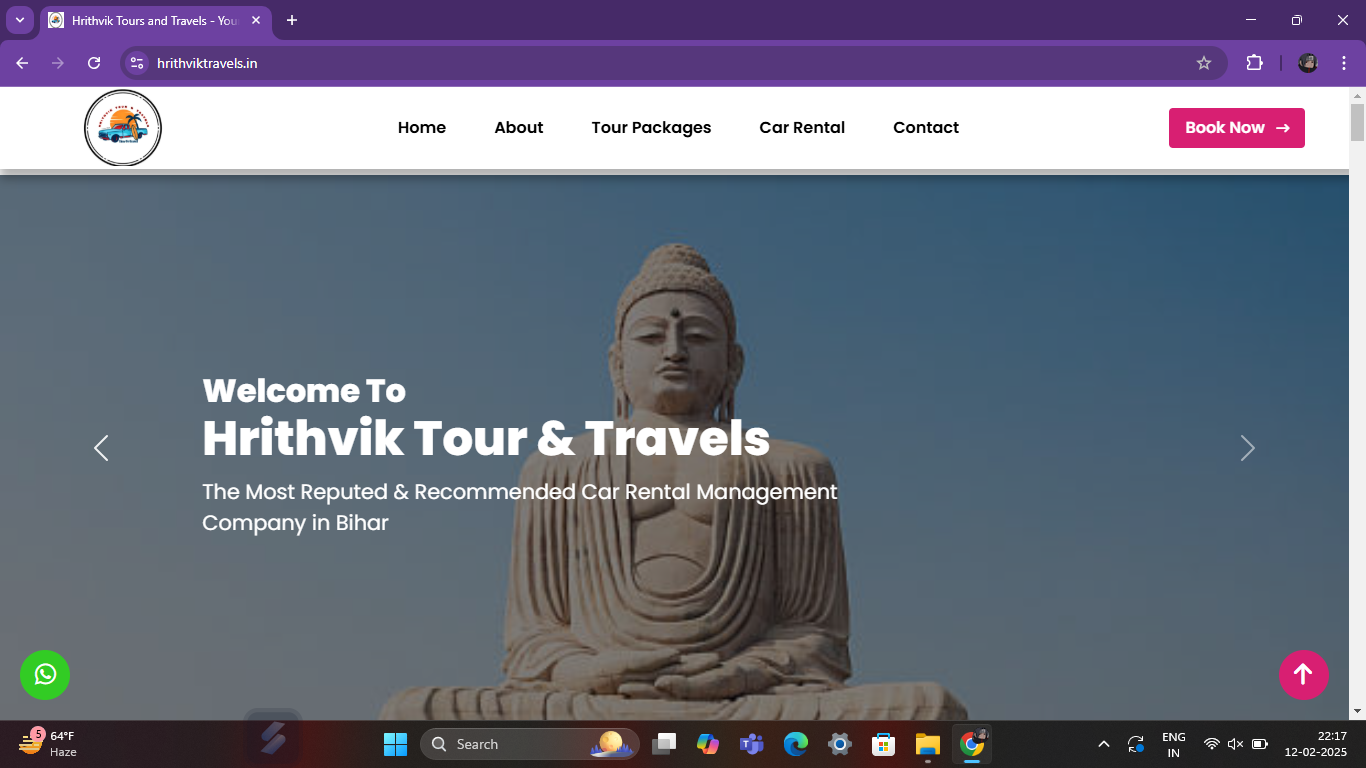 Hrithvik Tours and Travels - You
hrithviktravels.in
Home About Tour Packages Car Rental Contact Book Now →
Welcome To
Hrithvik Tour & Travels
The Most Reputed & Recommended Car Rental Management
Company in Bihar
5
64°F
Haze
Search
ENG
IN
22:17
12-02-2025